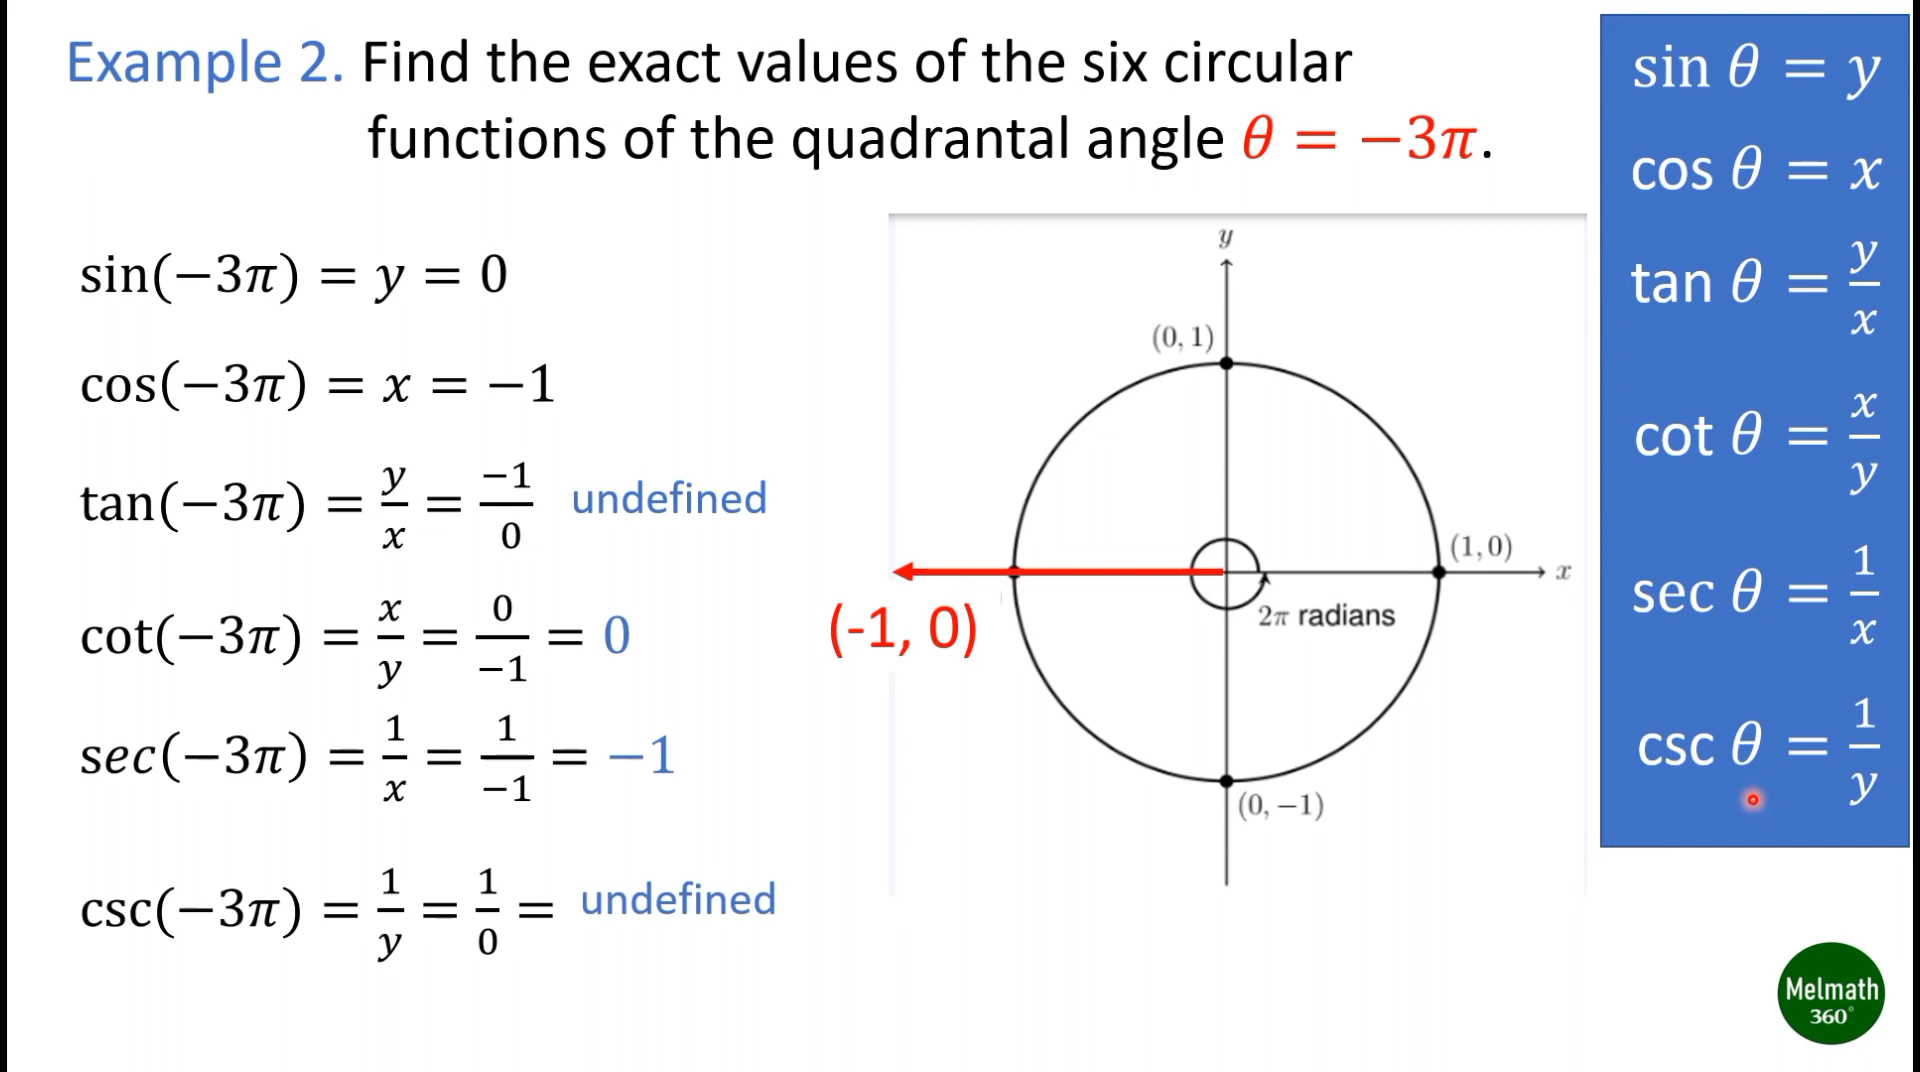 Example 2. Find the exact values of the six circular
functions of the quadrantal angle θ = −3π.
sin(−3π) = y = 0
cos(−3π) = x = −1
tan(−3π) = y/x = −1/0 undefined
cot(−3π) = x/y = 0/−1 = 0
sec(−3π) = 1/x = 1/−1 = −1
csc(−3π) = 1/y = 1/0 = undefined
y
(0, 1)
(1, 0)
x
2π radians
(-1, 0)
(0, −1)
sin θ = y
cos θ = x
tan θ = y/x
cot θ = x/y
sec θ = 1/x
csc θ = 1/y
Melmath
360°